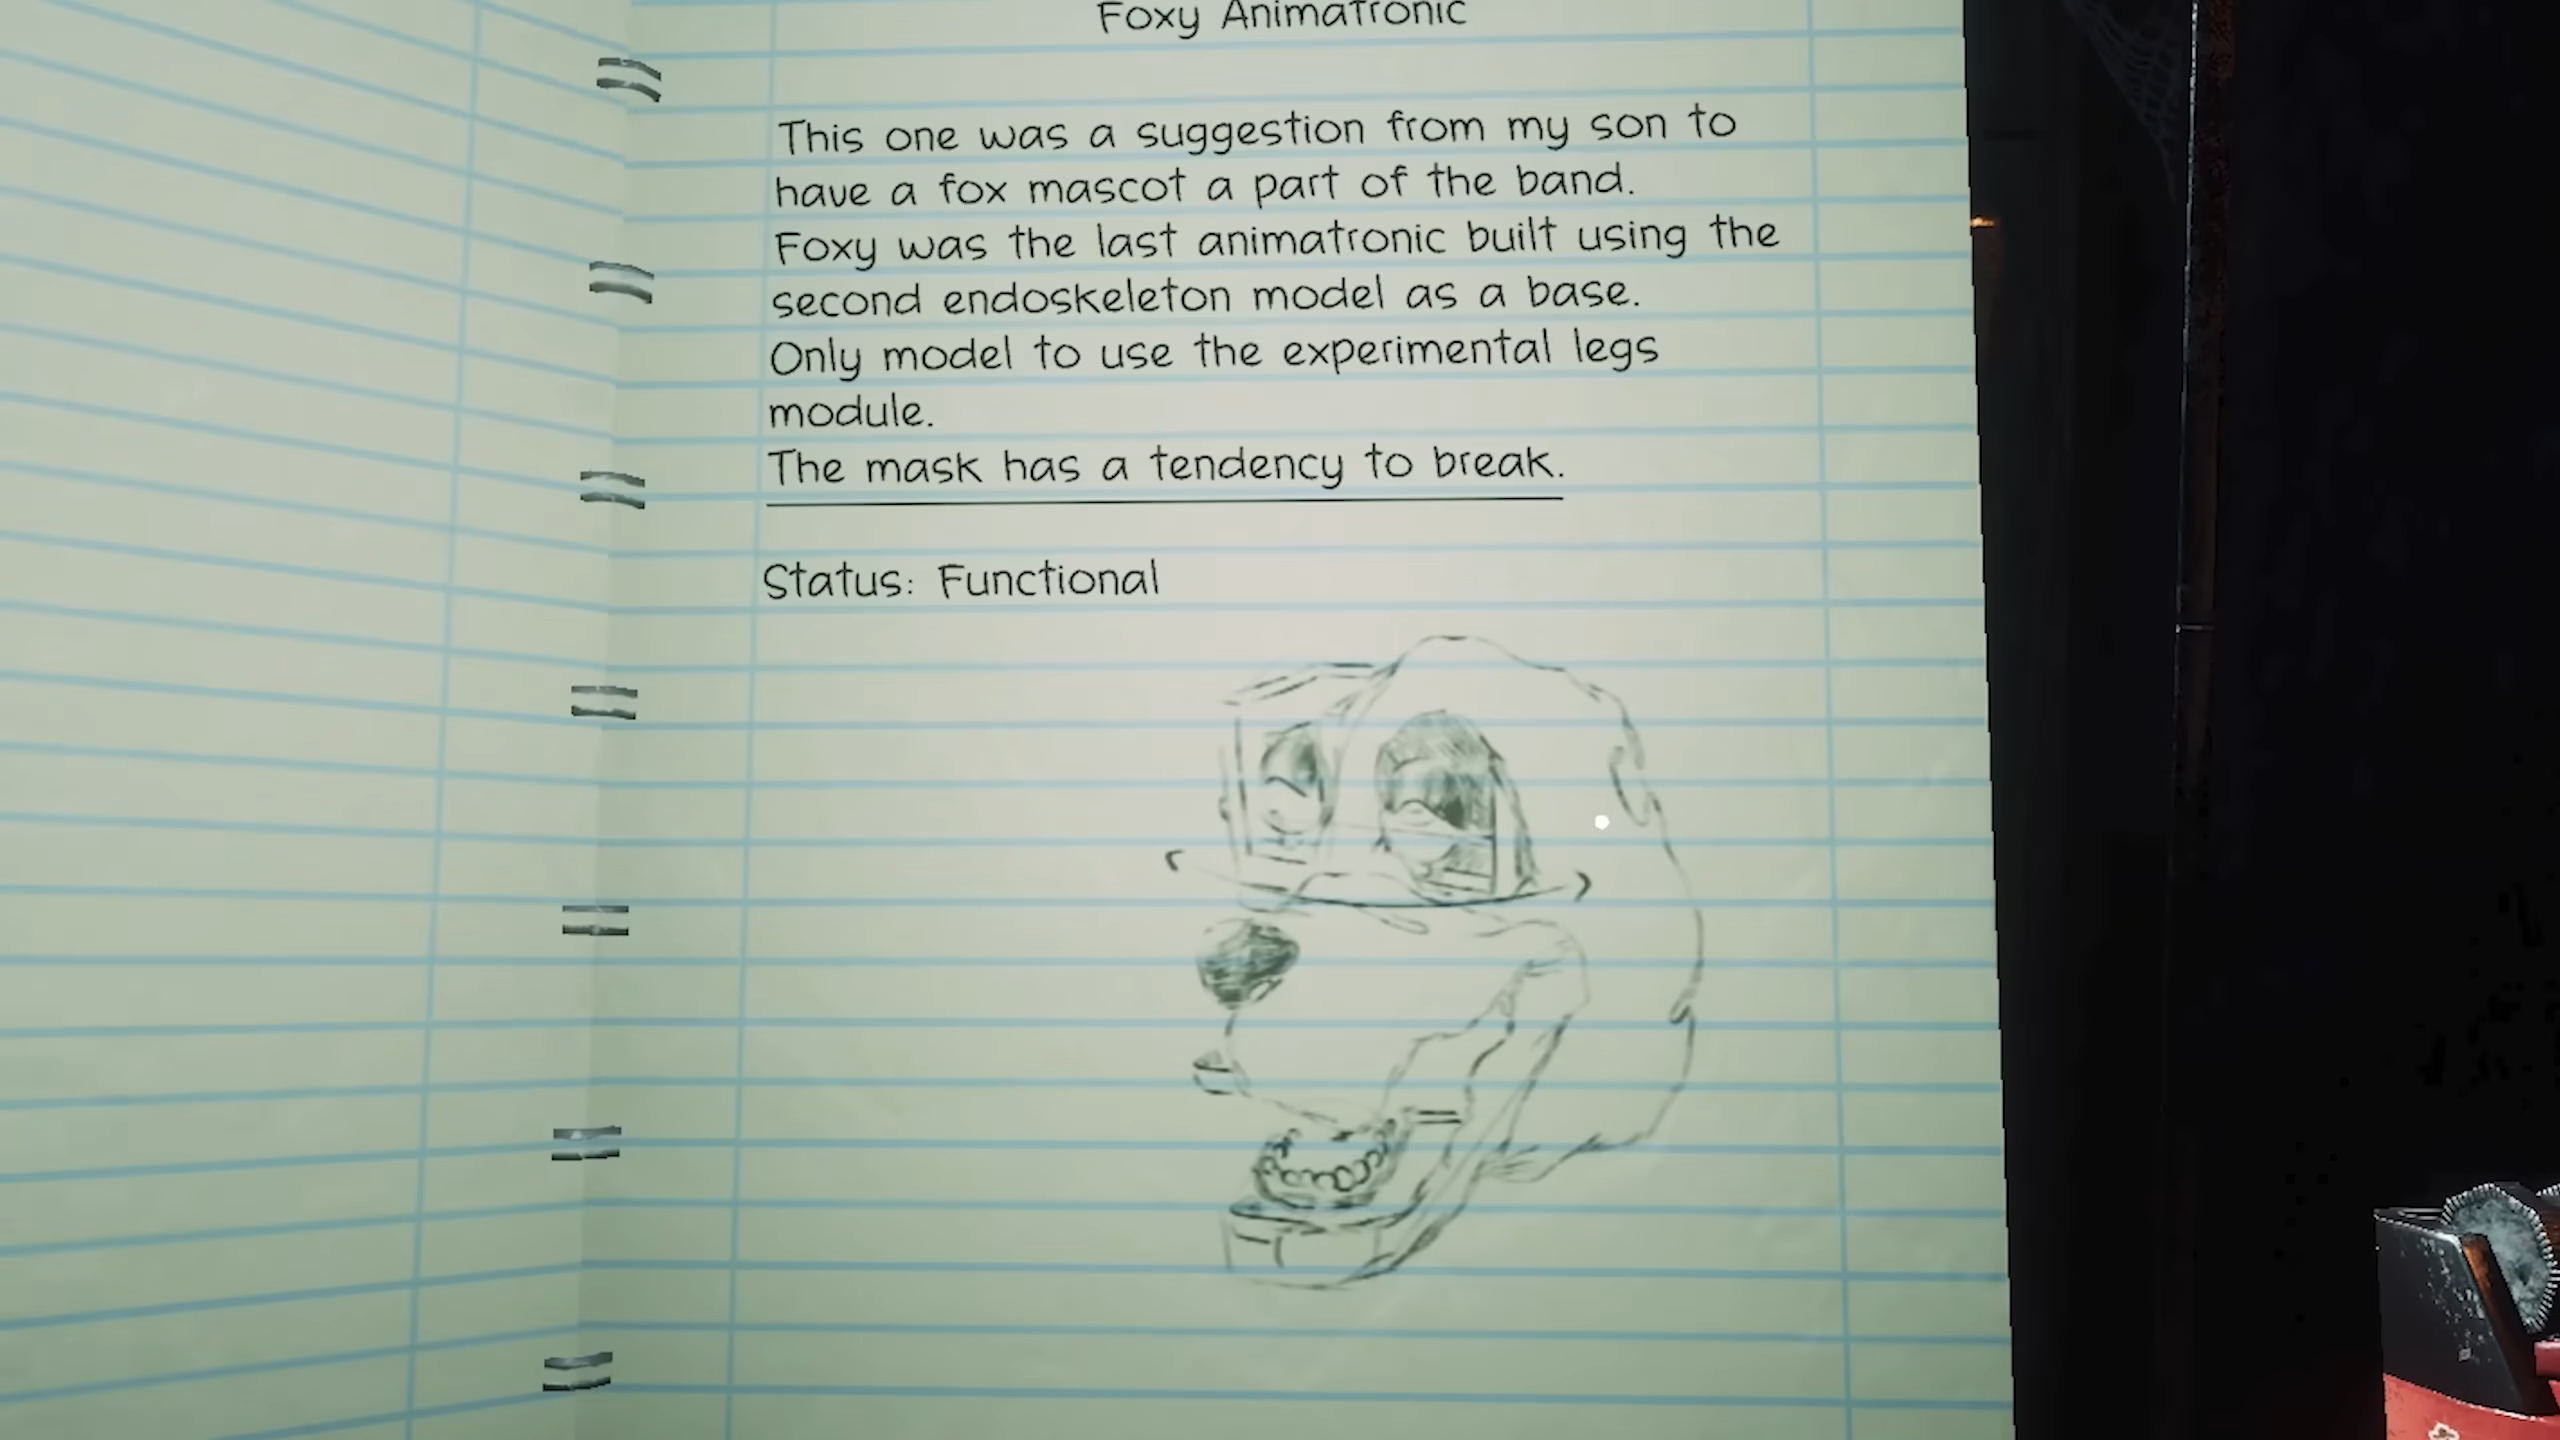 Foxy Animatronic
This one was a suggestion from my son to
have a fox mascot a part of the band.
Foxy was the last animatronic built using the
second endoskeleton model as a base.
Only model to use the experimental legs
module.
The mask has a tendency to break.
Status: Functional